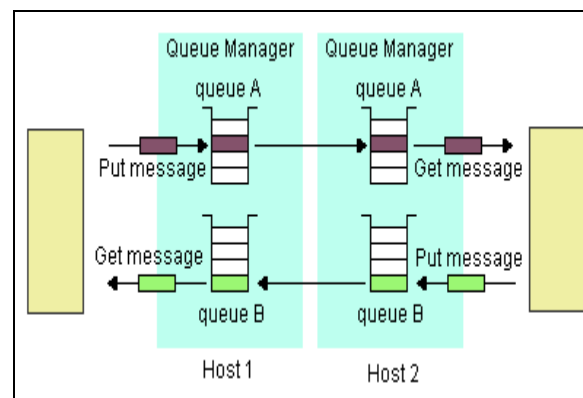 Queue Manager
Queue Manager
queue A
queue A
Put message
Get message
Get message
Put message
queue B
queue B
Host 1
Host 2